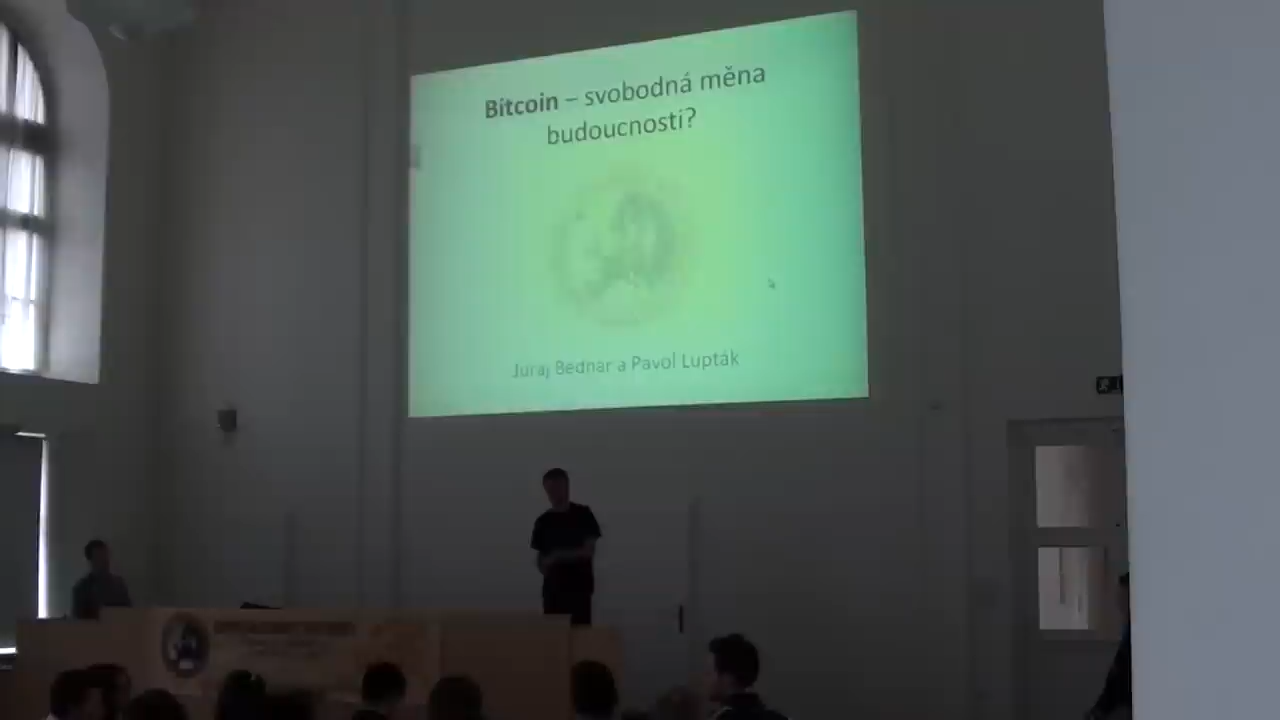 Bitcoin – svobodná měna
budoucnosti?
Juraj Bednar a Pavol Lupták